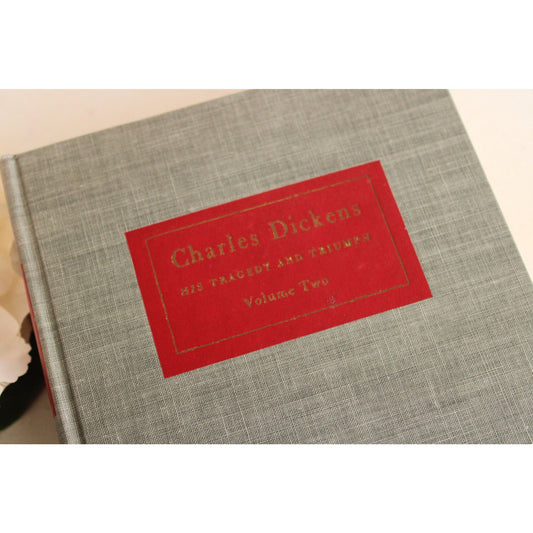 Charles Dickens
HIS TRAGEDY AND TRIUMPH
Volume Two